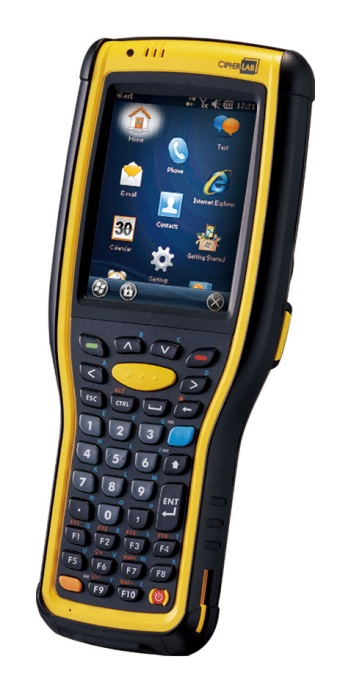 CIPHERLAB
Start 12:21
Home
Text
Phone
E-mail
Internet Explorer
Contacts
30
Calendar
Getting Started
Settings
B C
A D
ESC CTRL
ALT
1 2 3
4 5 6
7 8 9
ENT
. 0 ,
F1 F2 F3 F4
F5 F6 F7 F8
F9 F10